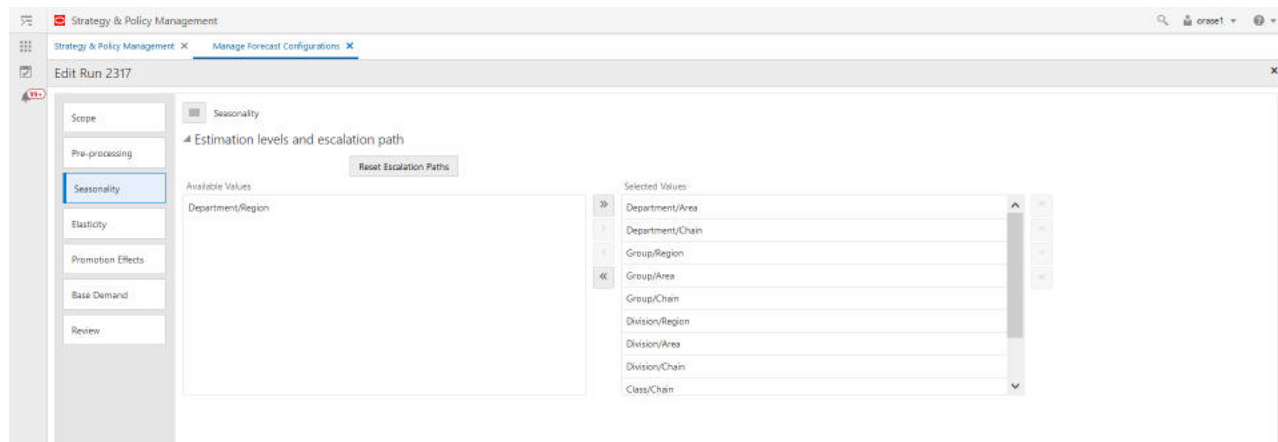 Strategy & Policy Management
orase1
Strategy & Policy Management
Manage Forecast Configurations
Edit Run 2317
99+
Scope
Pre-processing
Seasonality
Elasticity
Promotion Effects
Base Demand
Review
Seasonality
Estimation levels and escalation path
Reset Escalation Paths
Available Values
Department/Region
Selected Values
Department/Area
Department/Chain
Group/Region
Group/Area
Group/Chain
Division/Region
Division/Area
Division/Chain
Class/Chain